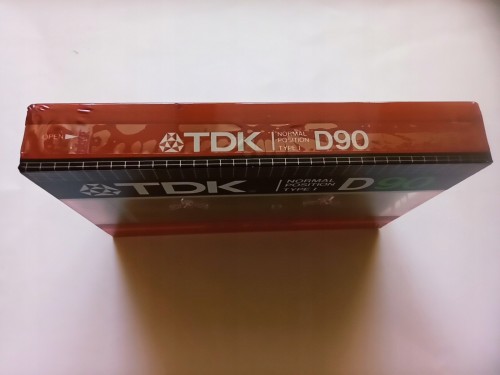 OPEN
TDK
NORMAL
POSITION
TYPE I
D90
TDK
NORMAL
POSITION
TYPE I
D90